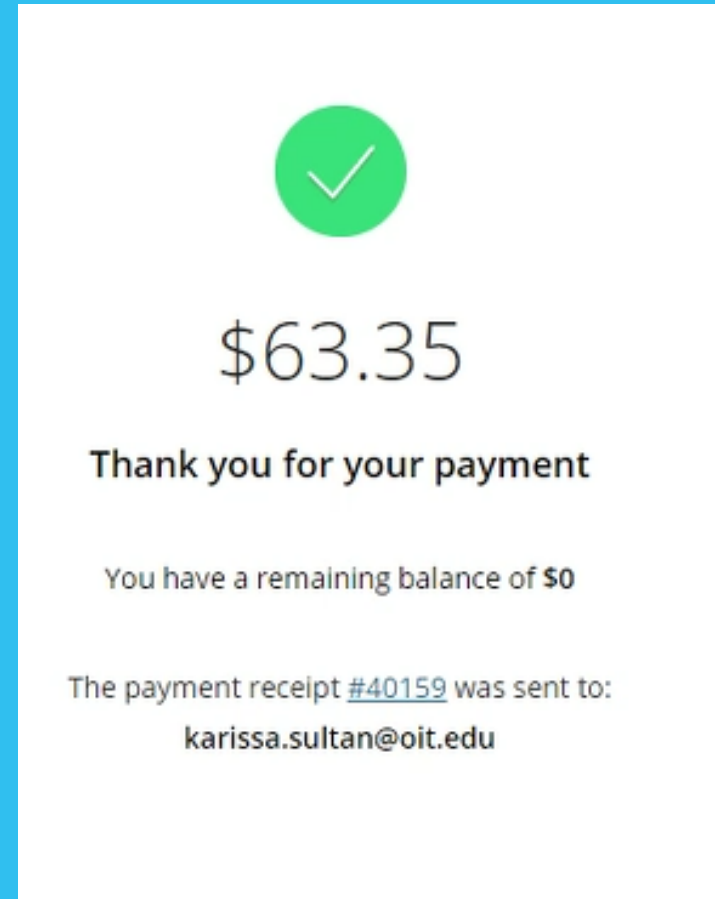 $63.35
Thank you for your payment
You have a remaining balance of $0
The payment receipt #40159 was sent to:
karissa.sultan@oit.edu